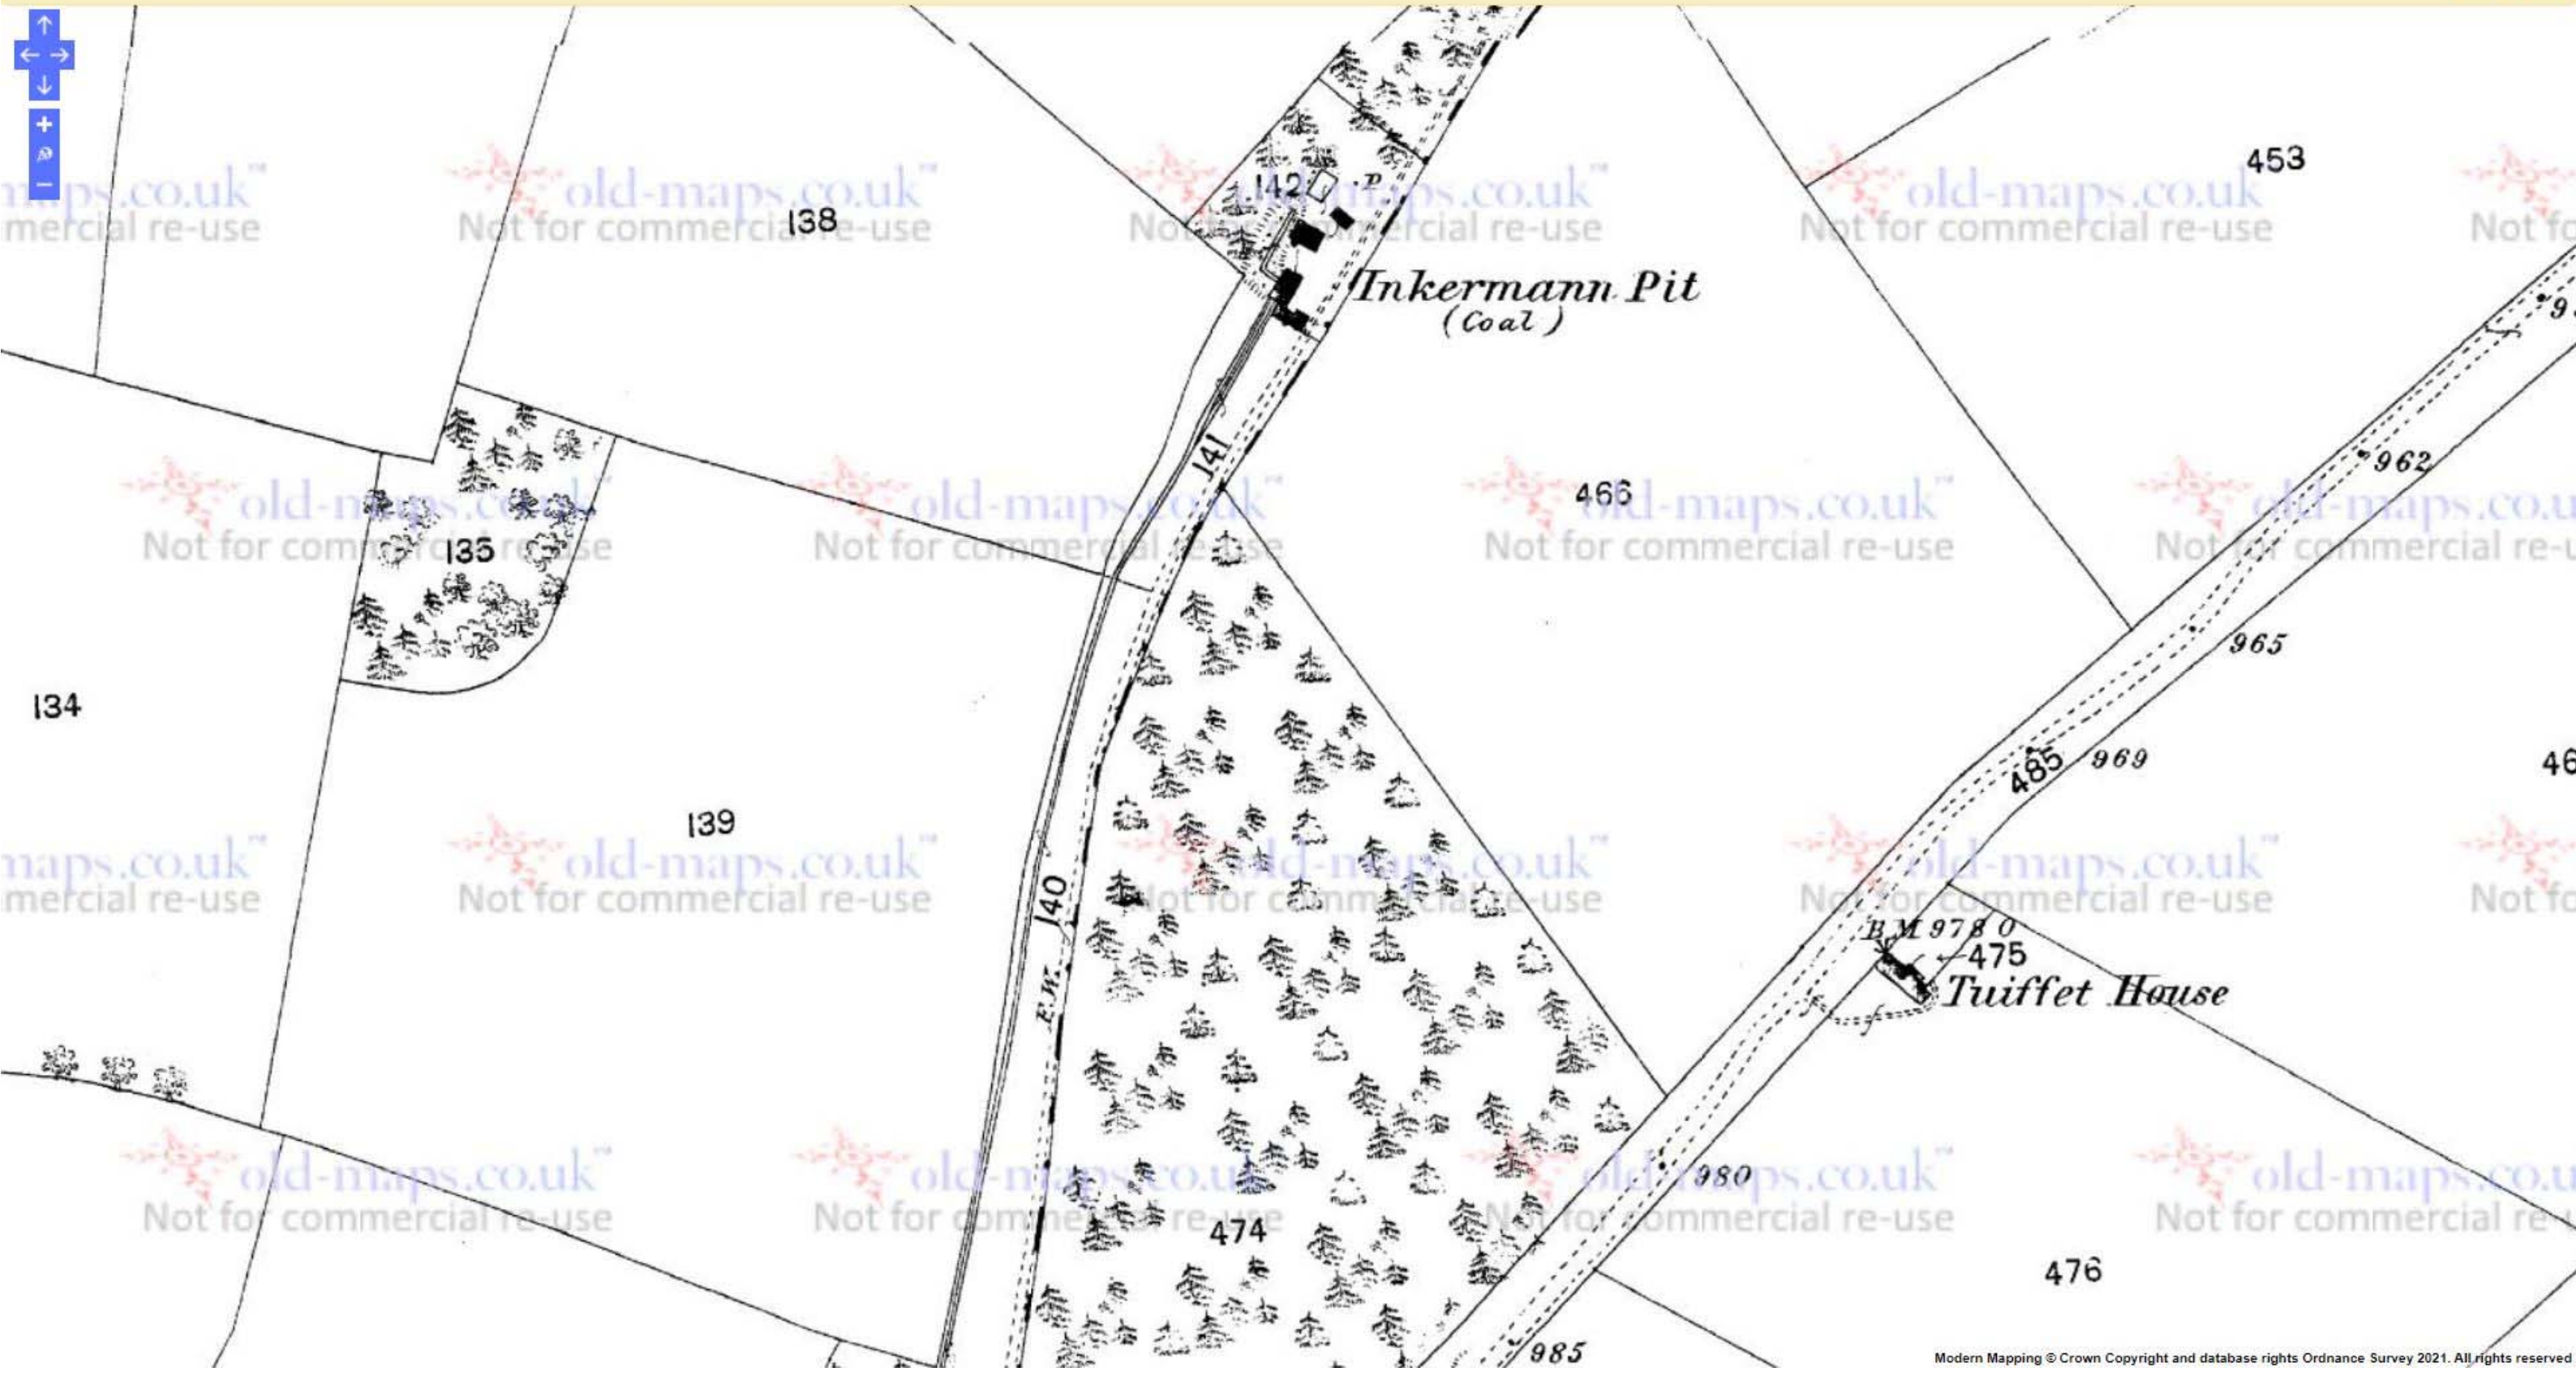 453
138
142
P
Inkermann Pit
(Coal)
141
466
962
135
965
134
485
969
139
140
B.M. 978.0
475
Tuiffet House
F.W.
980
474
476
985
old-maps.co.uk™
Not for commercial re-use
Modern Mapping © Crown Copyright and database rights Ordnance Survey 2021. All rights reserved